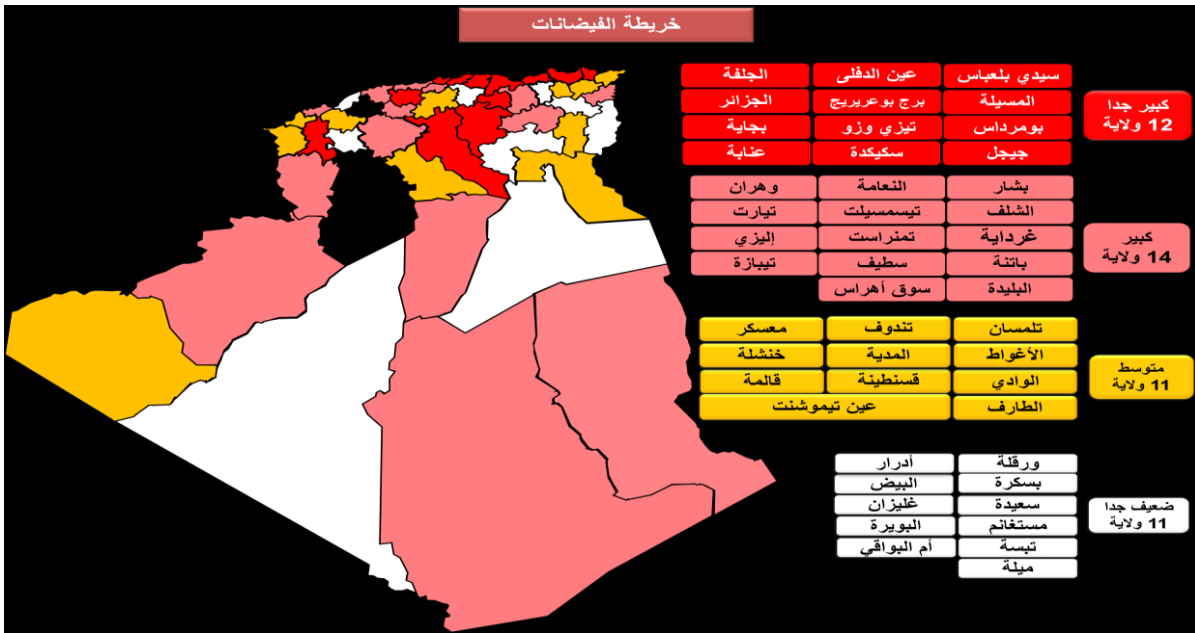 خريطة الفيضانات
كبير جدا
12 ولاية
سيدي بلعباس عين الدفلى الجلفة
المسيلة برج بوعريريج الجزائر
بومرداس تيزي وزو بجاية
جيجل سكيكدة عنابة
كبير
14 ولاية
بشار النعامة وهران
الشلف تيسمسيلت تيارت
غرداية تمنراست إليزي
باتنة سطيف تيبازة
البليدة سوق أهراس
متوسط
11 ولاية
تلمسان تندوف معسكر
الأغواط المدية خنشلة
الوادي قسنطينة قالمة
الطارف عين تيموشنت
ضعيف جدا
11 ولاية
ورقلة أدرار
بسكرة البيض
سعيدة غليزان
مستغانم البويرة
تبسة أم البواقي
ميلة